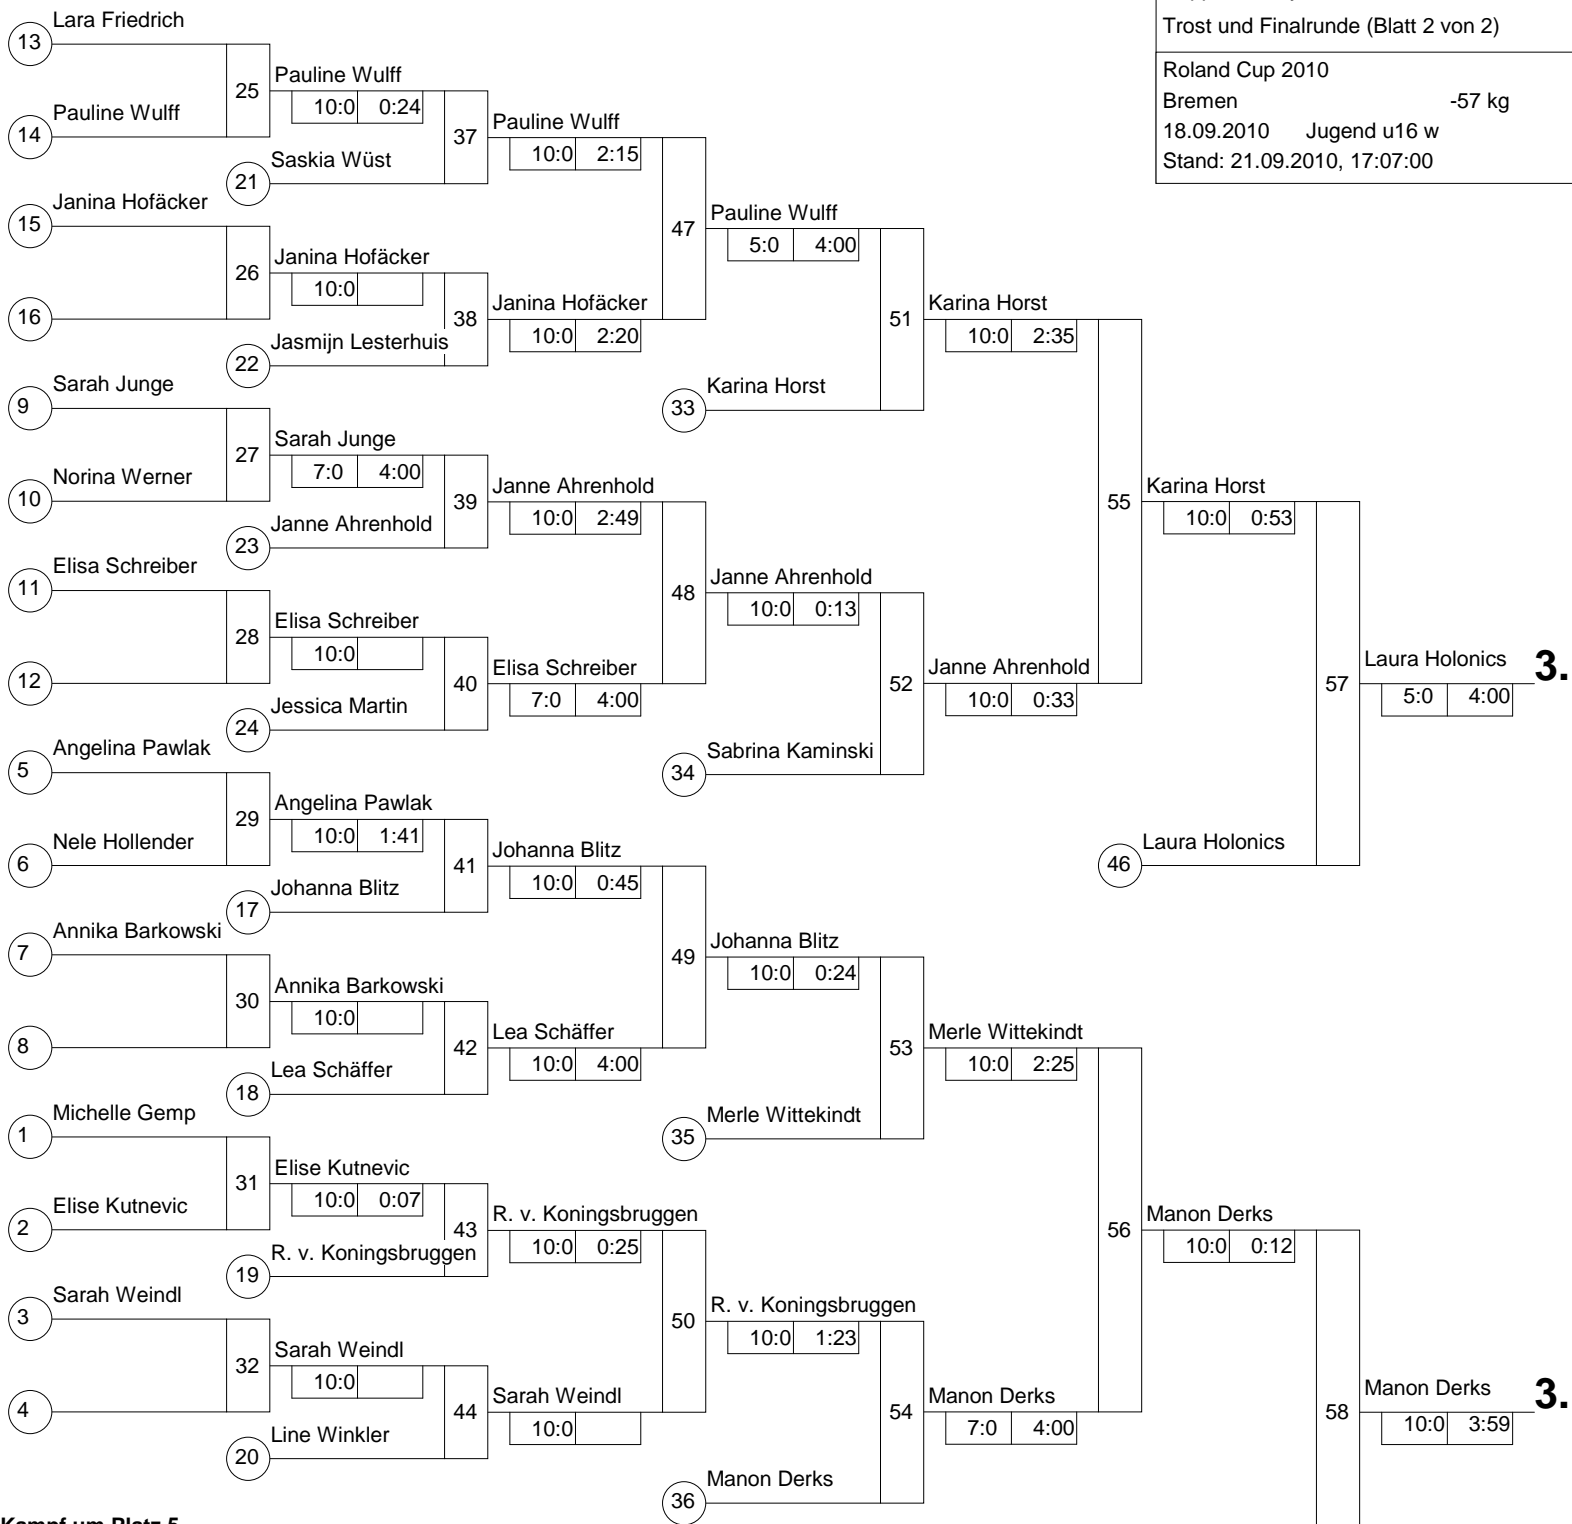 Trost und Finalrunde (Blatt 2 von 2)
Roland Cup 2010
Bremen -57 kg
18.09.2010 Jugend u16 w
Stand: 21.09.2010, 17:07:00
Lara Friedrich
13
25
Pauline Wulff
10:0 0:24
Pauline Wulff
14
37
Pauline Wulff
10:0 2:15
Saskia Wüst
21
Janina Hofäcker
15
47
Pauline Wulff
5:0 4:00
26
Janina Hofäcker
10:0
16
38
Janina Hofäcker
10:0 2:20
Jasmijn Lesterhuis
22
51
Karina Horst
10:0 2:35
Karina Horst
33
Sarah Junge
9
27
Sarah Junge
7:0 4:00
Norina Werner
10
39
Janne Ahrenhold
10:0 2:49
Janne Ahrenhold
23
55
Karina Horst
10:0 0:53
Elisa Schreiber
11
48
Janne Ahrenhold
10:0 0:13
28
Elisa Schreiber
10:0
12
40
Elisa Schreiber
7:0 4:00
Jessica Martin
24
52
Janne Ahrenhold
10:0 0:33
Sabrina Kaminski
34
57
Laura Holonics 3.
5:0 4:00
Laura Holonics
46
Angelina Pawlak
5
29
Angelina Pawlak
10:0 1:41
Nele Hollender
6
41
Johanna Blitz
10:0 0:45
Johanna Blitz
17
Annika Barkowski
7
49
Johanna Blitz
10:0 0:24
30
Annika Barkowski
10:0
8
42
Lea Schäffer
10:0 4:00
Lea Schäffer
18
53
Merle Wittekindt
10:0 2:25
Merle Wittekindt
35
Michelle Gemp
1
31
Elise Kutnevic
10:0 0:07
Elise Kutnevic
2
43
R. v. Koningsbruggen
10:0 0:25
R. v. Koningsbruggen
19
56
Manon Derks
10:0 0:12
Sarah Weindl
3
50
R. v. Koningsbruggen
10:0 1:23
32
Sarah Weindl
10:0
4
44
Sarah Weindl
10:0
Line Winkler
20
54
Manon Derks
7:0 4:00
Manon Derks
36
58
Manon Derks 3.
10:0 3:59
Kampf um Platz 5